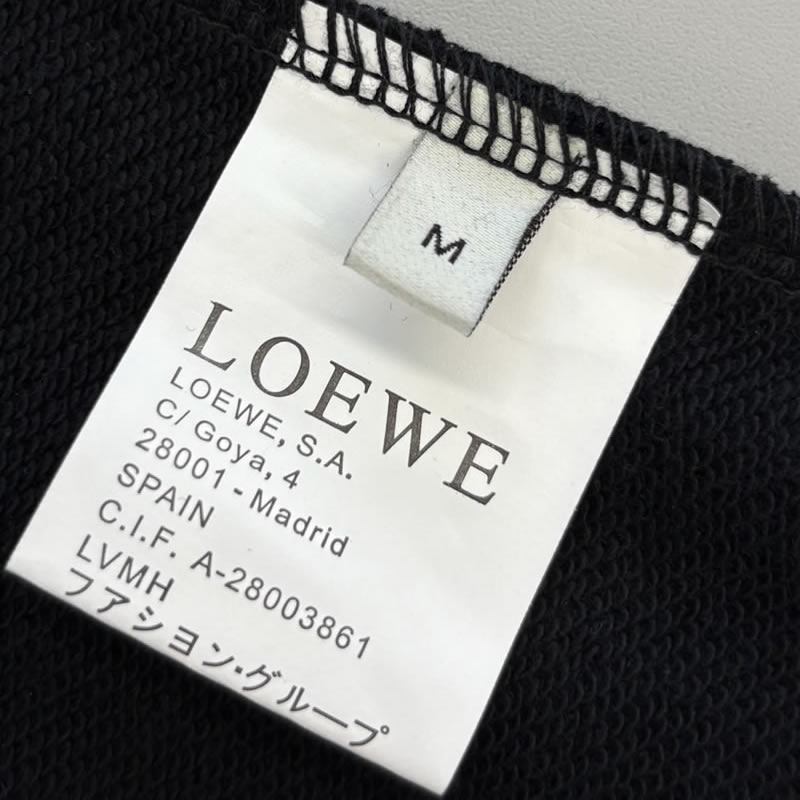 M
LOEWE
LOEWE, S.A.
C/ Goya, 4
28001 - Madrid
SPAIN
C.I.F. A-28003861
LVMH
ファション・グループ